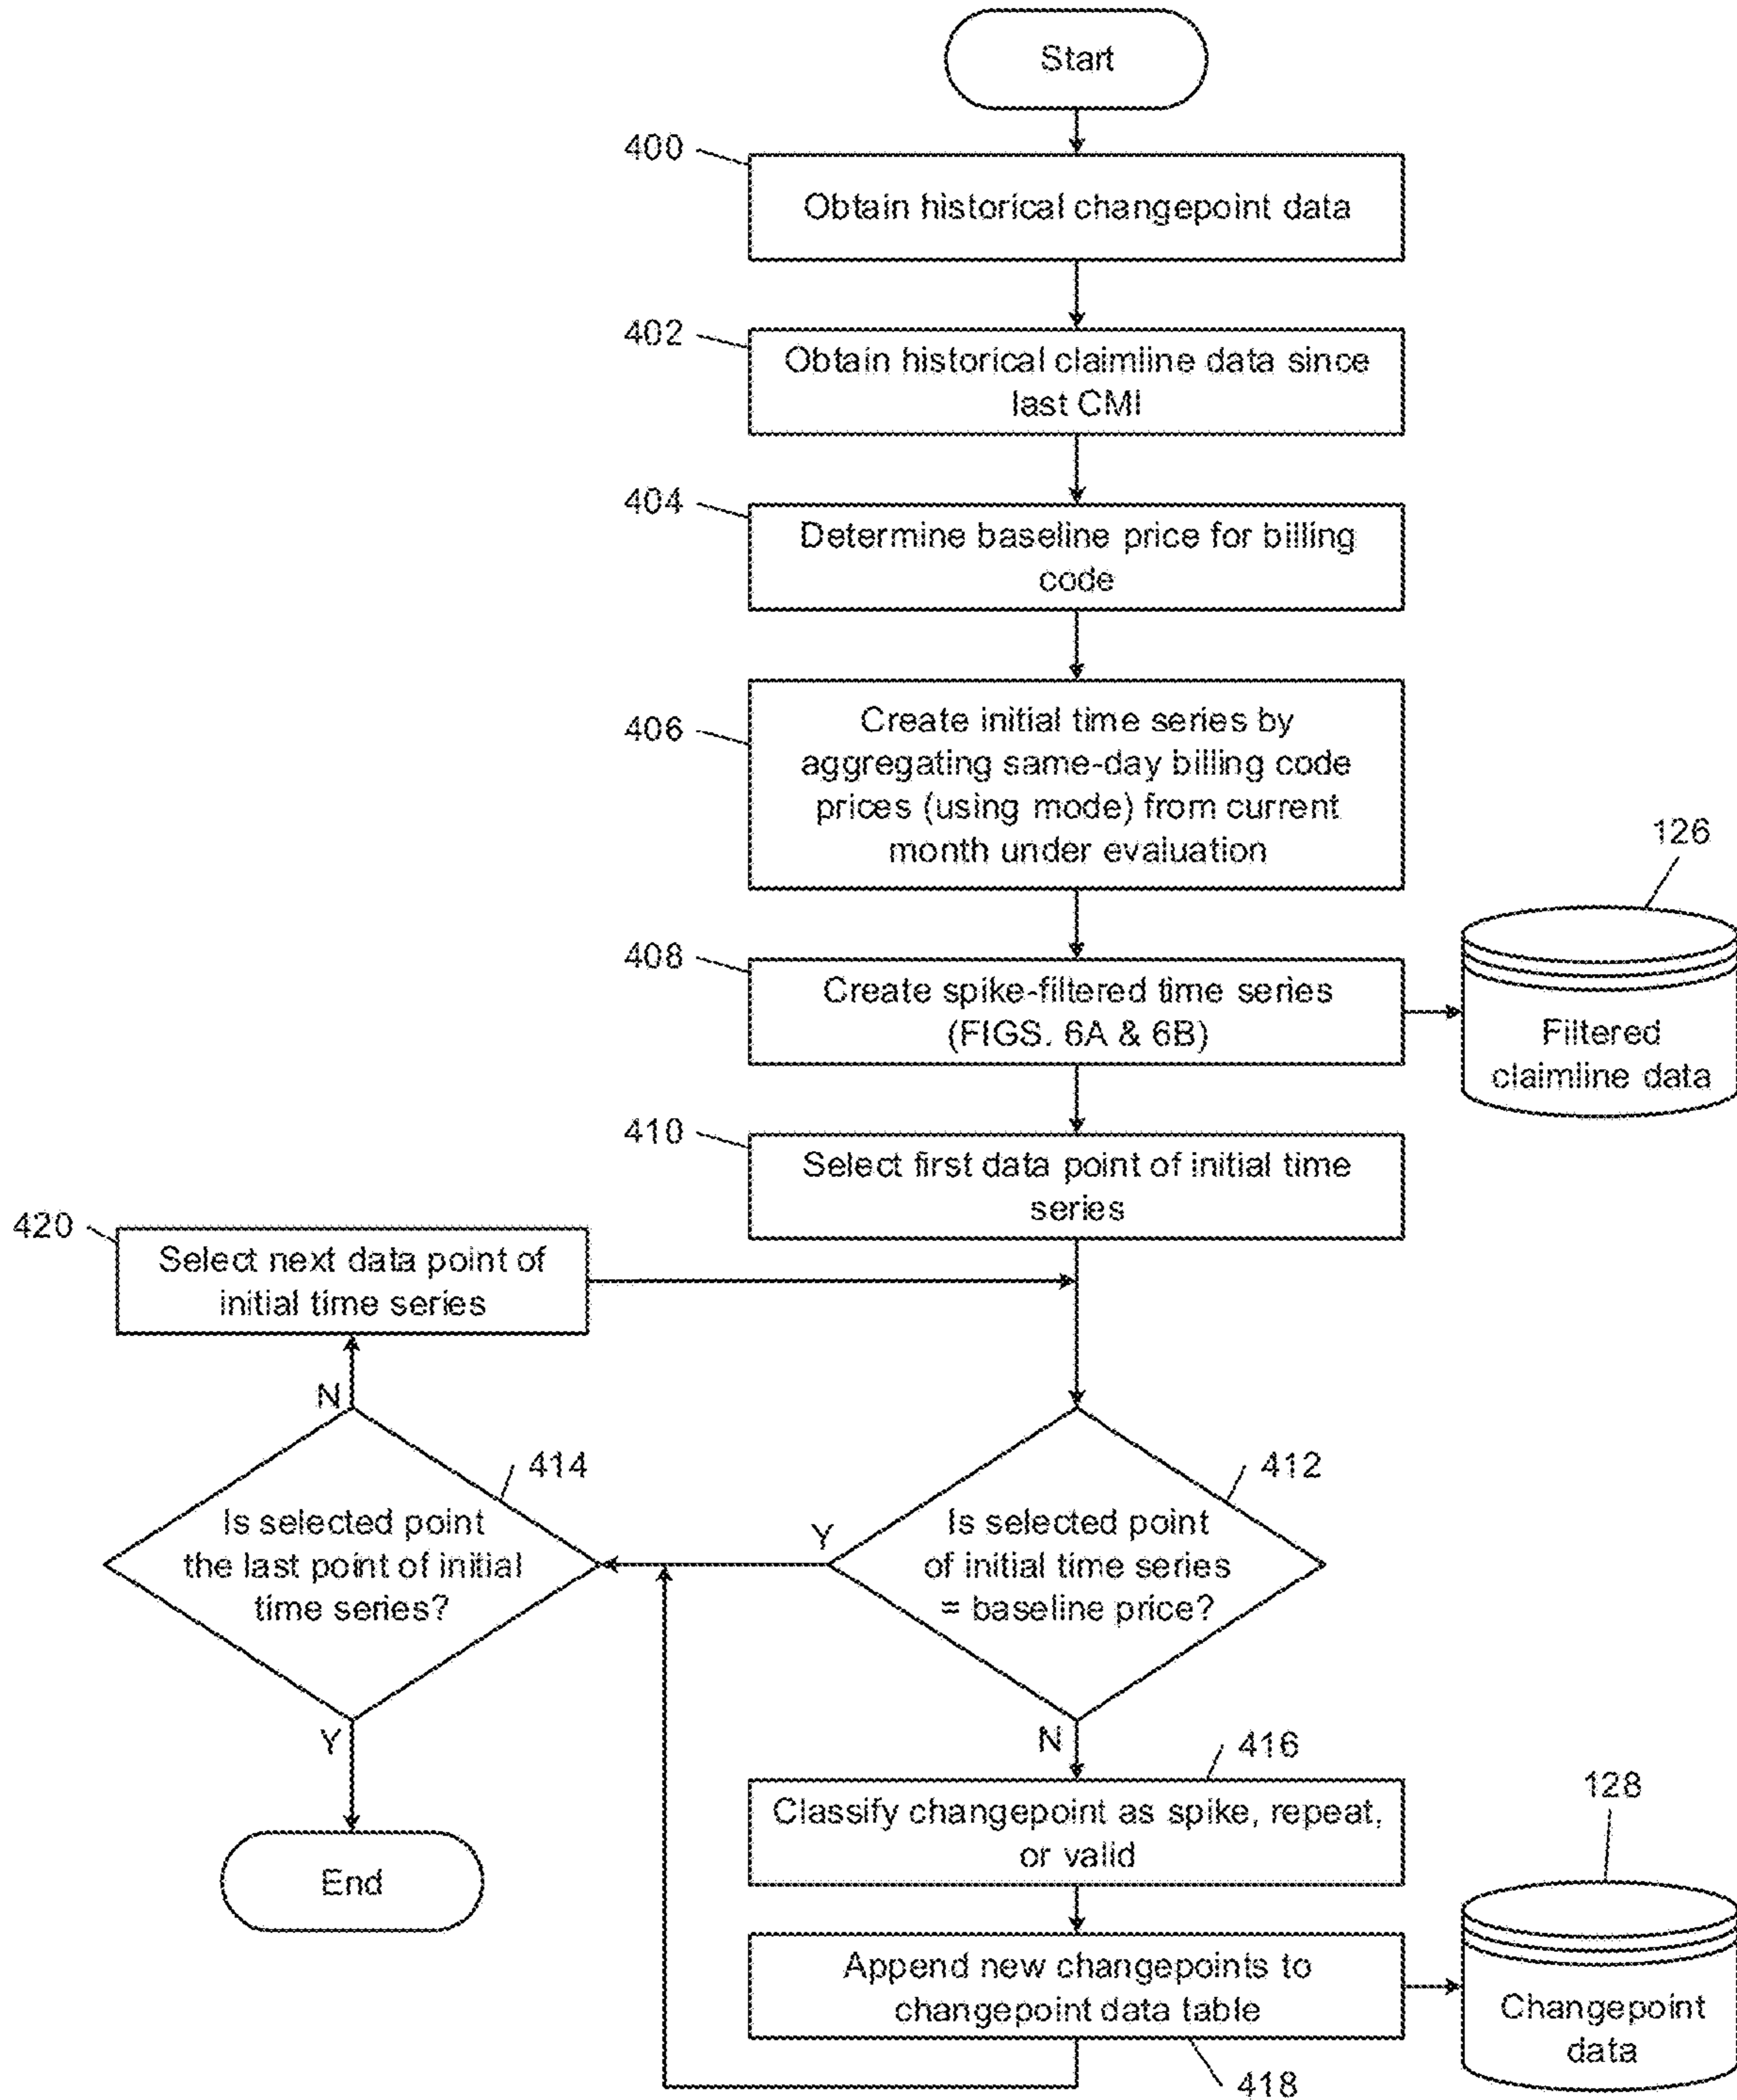 Start
400
Obtain historical changepoint data
402
Obtain historical claimline data since
last CMI
404
Determine baseline price for billing
code
406
Create initial time series by
aggregating same-day billing code
prices (using mode) from current
month under evaluation
126
408
Create spike-filtered time series
(FIGS. 6A & 6B)
Filtered
claimline data
410
Select first data point of initial time
series
420
Select next data point of
initial time series
N
414
Is selected point
the last point of initial
time series?
Y
412
Is selected point
of initial time series
= baseline price?
Y
N
End
416
Classify changepoint as spike, repeat,
or valid
128
Append new changepoints to
changepoint data table
418
Changepoint
data